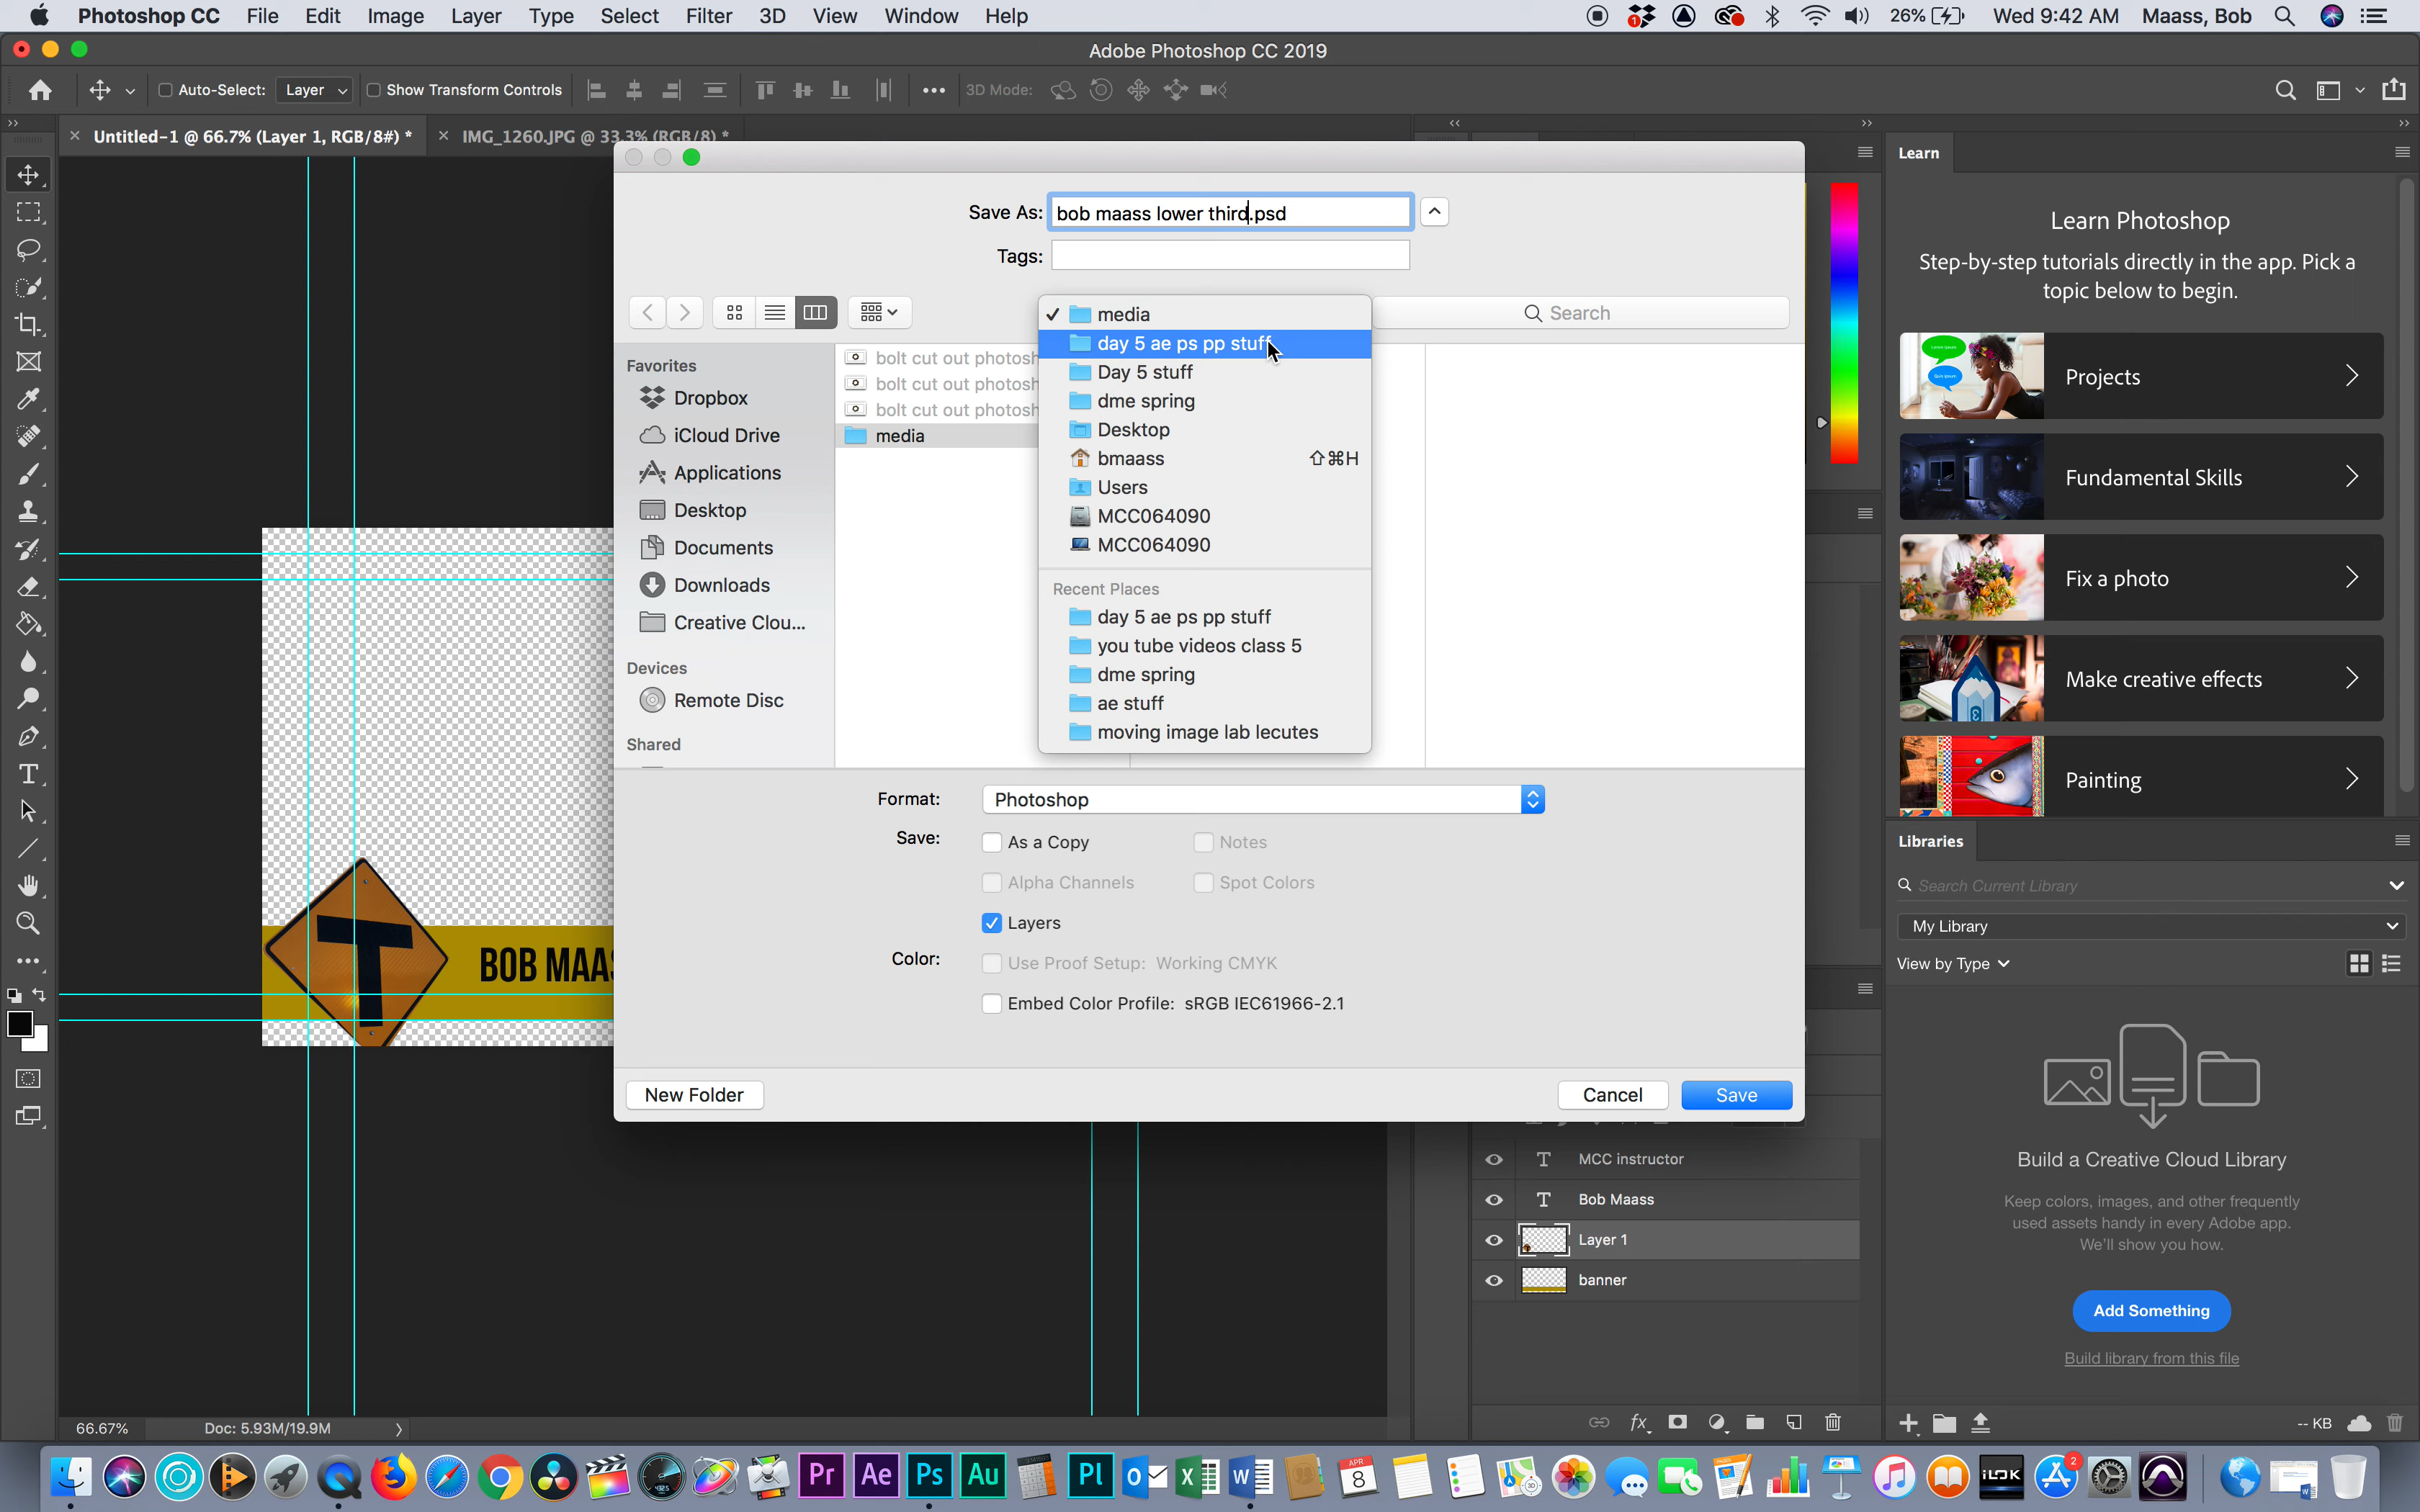 Photoshop CC File Edit Image Layer Type Select Filter 3D View Window Help 26% Wed 9:42 AM Maass, Bob
Adobe Photoshop CC 2019
Auto-Select: Layer Show Transform Controls 3D Mode:
Untitled-1 @ 66.7% (Layer 1, RGB/8#) * IMG_1260.JPG @ 33.3% (RGB/8) *
Save As: bob maass lower third.psd
Tags:
Search
Favorites
Dropbox
iCloud Drive
Applications
Desktop
Documents
Downloads
Creative Clou...
Devices
Remote Disc
Shared
bolt cut out photosh
bolt cut out photosh
bolt cut out photosh
media
media
day 5 ae ps pp stuff
Day 5 stuff
dme spring
Desktop
bmaass ⇧⌘H
Users
MCC064090
MCC064090
Recent Places
day 5 ae ps pp stuff
you tube videos class 5
dme spring
ae stuff
moving image lab lecutes
Format: Photoshop
Save: As a Copy Notes
Alpha Channels Spot Colors
Layers
Color: Use Proof Setup: Working CMYK
Embed Color Profile: sRGB IEC61966-2.1
New Folder Cancel Save
T
BOB MAAS
MCC instructor
Bob Maass
Layer 1
banner
Learn
Learn Photoshop
Step-by-step tutorials directly in the app. Pick a
topic below to begin.
Projects
Fundamental Skills
Fix a photo
Make creative effects
Painting
Libraries
Search Current Library
My Library
View by Type
Build a Creative Cloud Library
Keep colors, images, and other frequently
used assets handy in every Adobe app.
We'll show you how.
Add Something
Build library from this file
-- KB
66.67% Doc: 5.93M/19.9M
fx
Pr Ae Ps Au Pl APR 8 iLOK 2